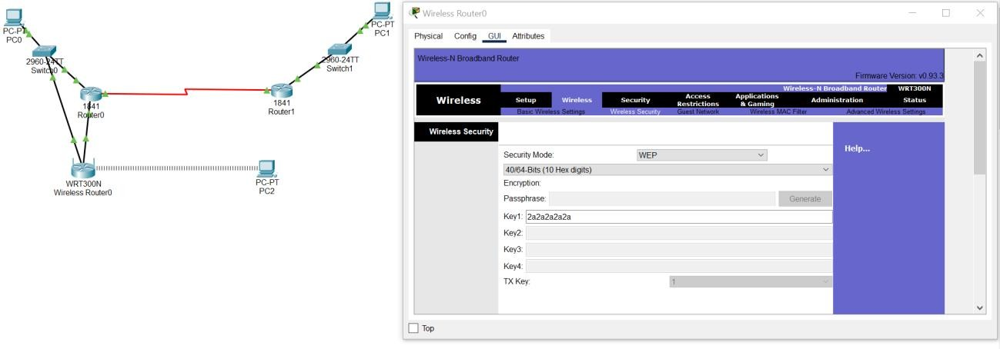 PC-PT
PC0
2960-24TT
Switch0
1841
Router0
WRT300N
Wireless Router0
PC-PT
PC1
2960-24TT
Switch1
1841
Router1
PC-PT
PC2
Wireless Router0
Physical Config GUI Attributes
Wireless-N Broadband Router
Firmware Version: v0.93.3
Wireless-N Broadband Router WRT300N
Wireless Setup Wireless Security Access Restrictions Applications & Gaming Administration Status
Basic Wireless Settings Wireless Security Guest Network Wireless MAC Filter Advanced Wireless Settings
Wireless Security
Help...
Security Mode: WEP
40/64-Bits (10 Hex digits)
Encryption:
Passphrase: Generate
Key1: 2a2a2a2a2a
Key2:
Key3:
Key4:
TX Key: 1
Top